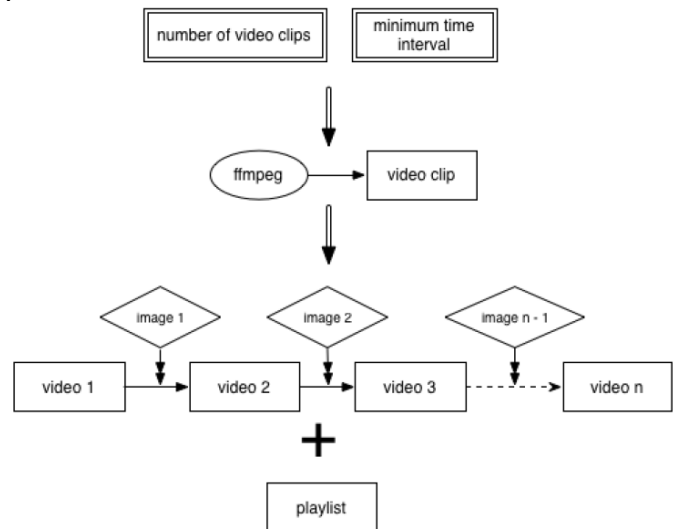 number of video clips
minimum time
interval
ffmpeg
video clip
image 1
image 2
image n - 1
video 1
video 2
video 3
video n
playlist